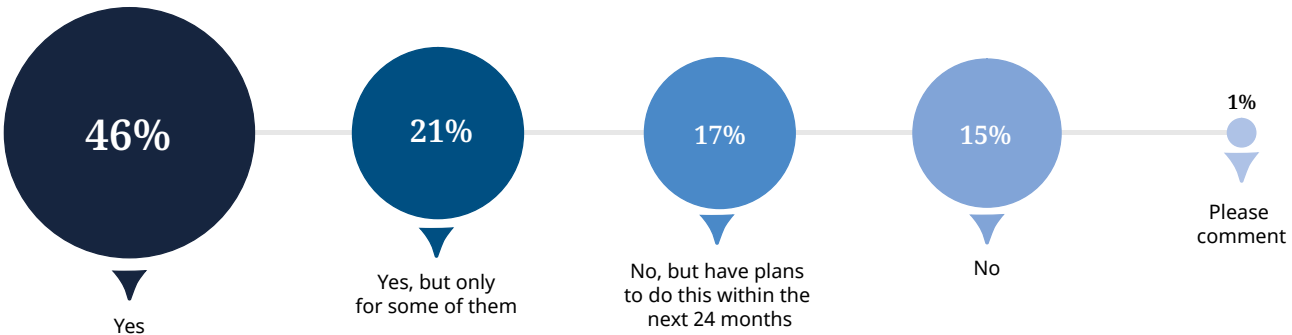 46%
Yes
21%
Yes, but only
for some of them
17%
No, but have plans
to do this within the
next 24 months
15%
No
1%
Please
comment